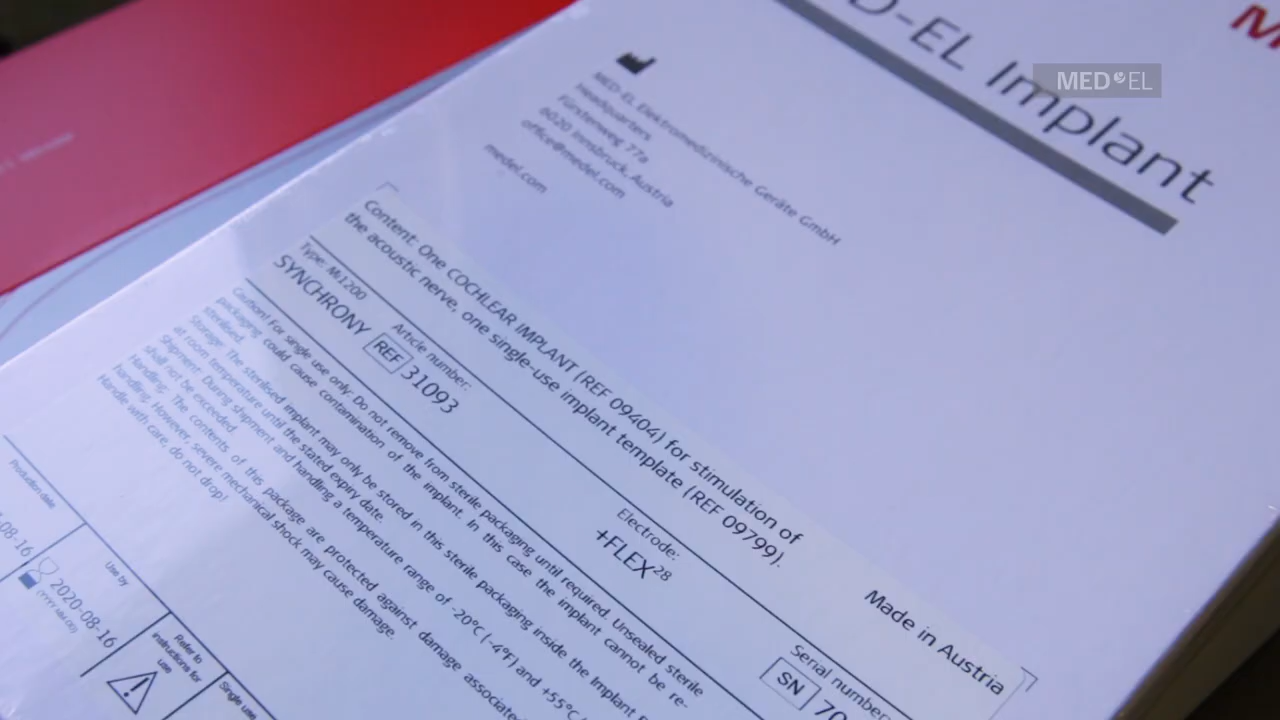 D-EL Implant
MED-EL Elektromedizinische Geräte GmbH
Headquarters
Fürstenweg 77a
6020 Innsbruck, Austria
office@medel.com
medel.com
MED EL
Content: One COCHLEAR IMPLANT (REF 09404) for stimulation of
the acoustic nerve, one single-use implant template (REF 09799).
Made in Austria
Type: Mi1200
Article number:
Electrode:
Serial number:
SYNCHRONY REF 31093
+FLEX28
SN 70
Caution! For single use only: Do not remove from sterile packaging until required. Unsealed sterile
packaging could cause contamination of the implant. In this case the implant cannot be re-
sterilised.
Storage: The sterilised implant may only be stored in this sterile packaging inside the Implant
at room temperature until the stated expiry date.
Shipment: During shipment and handling a temperature range of -20°C (-4°F) and +55°C
shall not be exceeded.
Handling: The contents of this package are protected against damage
handling. However, severe mechanical shock may cause damage.
Handle with care, do not drop!
Production date
Use by
Refer to
instructions for
use
Single use
-08-16
2020-08-16
(YYYY-MM-DD)